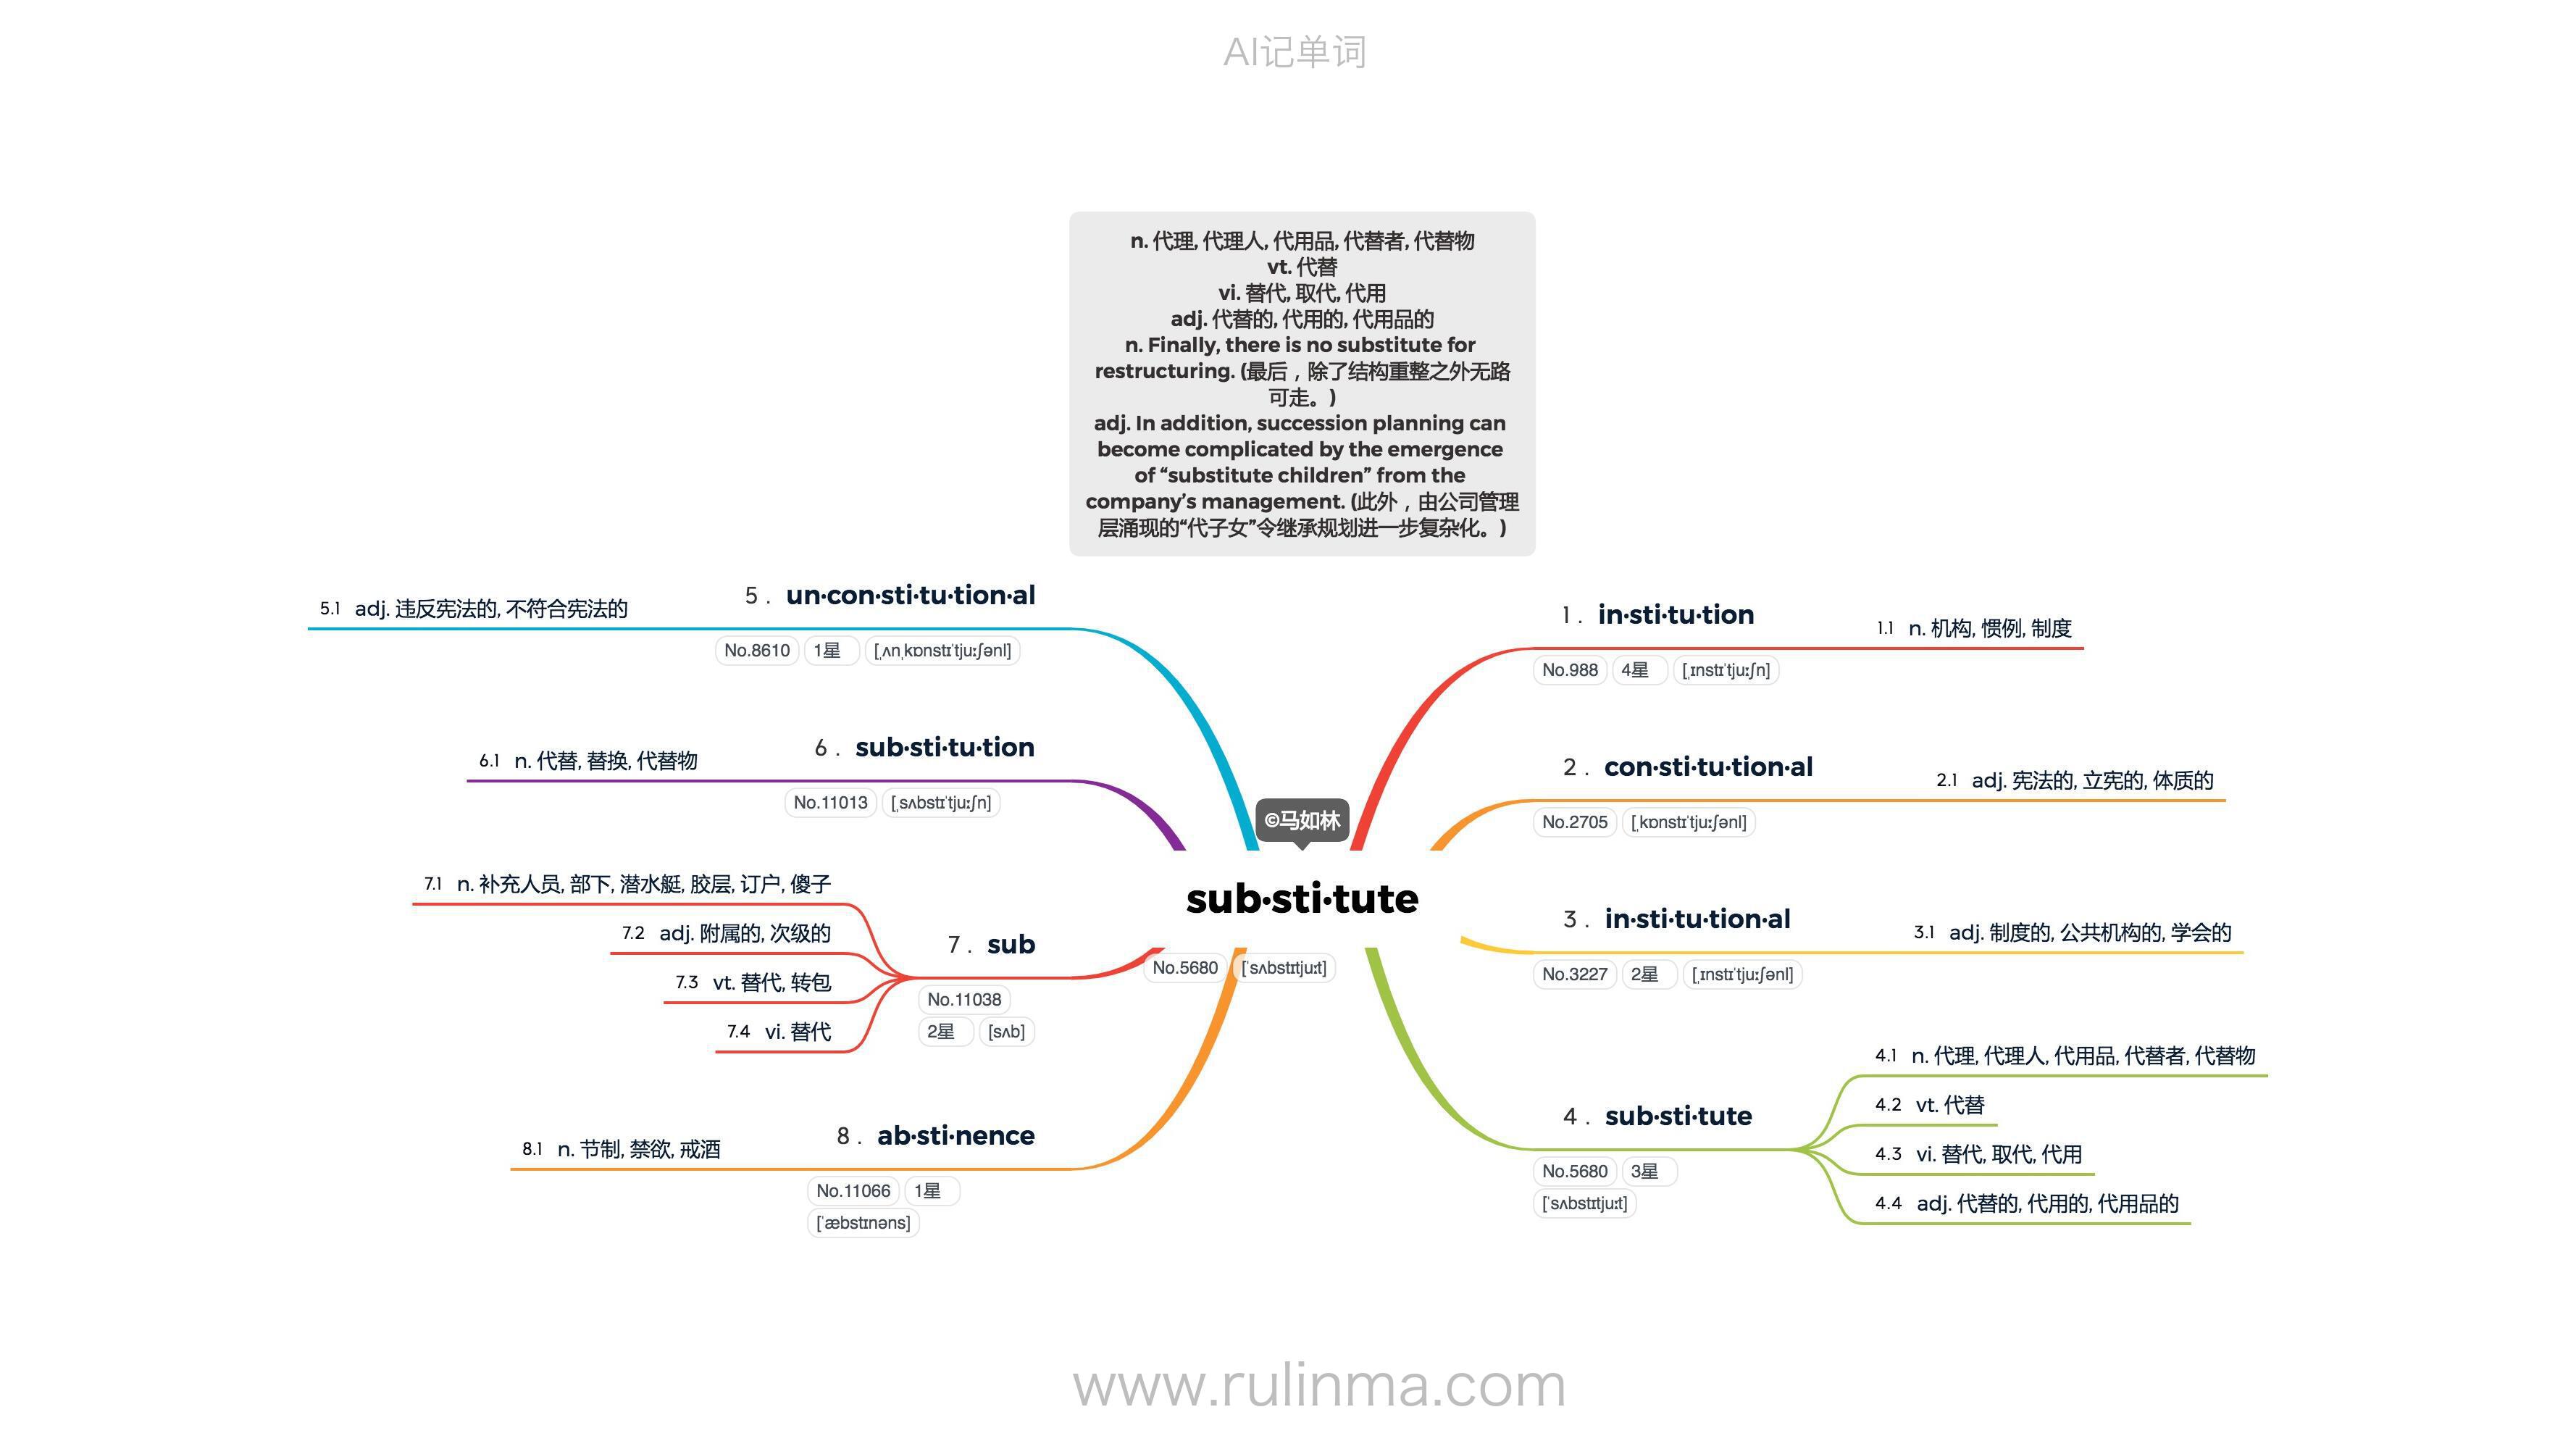 AI记单词
n. 代理, 代理人, 代用品, 代替者, 代替物
vt. 代替
vi. 替代, 取代, 代用
adj. 代替的, 代用的, 代用品的
n. Finally, there is no substitute for
restructuring. (最后，除了结构重整之外无路
可走。)
adj. In addition, succession planning can
become complicated by the emergence
of “substitute children” from the
company’s management. (此外，由公司管理
层涌现的“代子女”令继承规划进一步复杂化。)
©马如林
sub·sti·tute
No.5680 [ˈsʌbstɪtjuːt]
1. in·sti·tu·tion
No.988 4星 [ˌɪnstɪˈtjuːʃn]
1.1 n. 机构, 惯例, 制度
2. con·sti·tu·tion·al
No.2705 [ˌkɒnstɪˈtjuːʃənl]
2.1 adj. 宪法的, 立宪的, 体质的
3. in·sti·tu·tion·al
No.3227 2星 [ˌɪnstɪˈtjuːʃənl]
3.1 adj. 制度的, 公共机构的, 学会的
4. sub·sti·tute
No.5680 3星
[ˈsʌbstɪtjuːt]
4.1 n. 代理, 代理人, 代用品, 代替者, 代替物
4.2 vt. 代替
4.3 vi. 替代, 取代, 代用
4.4 adj. 代替的, 代用的, 代用品的
5. un·con·sti·tu·tion·al
No.8610 1星 [ˌʌnˌkɒnstɪˈtjuːʃənl]
5.1 adj. 违反宪法的, 不符合宪法的
6. sub·sti·tu·tion
No.11013 [ˌsʌbstɪˈtjuːʃn]
6.1 n. 代替, 替换, 代替物
7. sub
No.11038
2星 [sʌb]
7.1 n. 补充人员, 部下, 潜水艇, 胶层, 订户, 傻子
7.2 adj. 附属的, 次级的
7.3 vt. 替代, 转包
7.4 vi. 替代
8. ab·sti·nence
No.11066 1星
[ˈæbstɪnəns]
8.1 n. 节制, 禁欲, 戒酒
www.rulinma.com